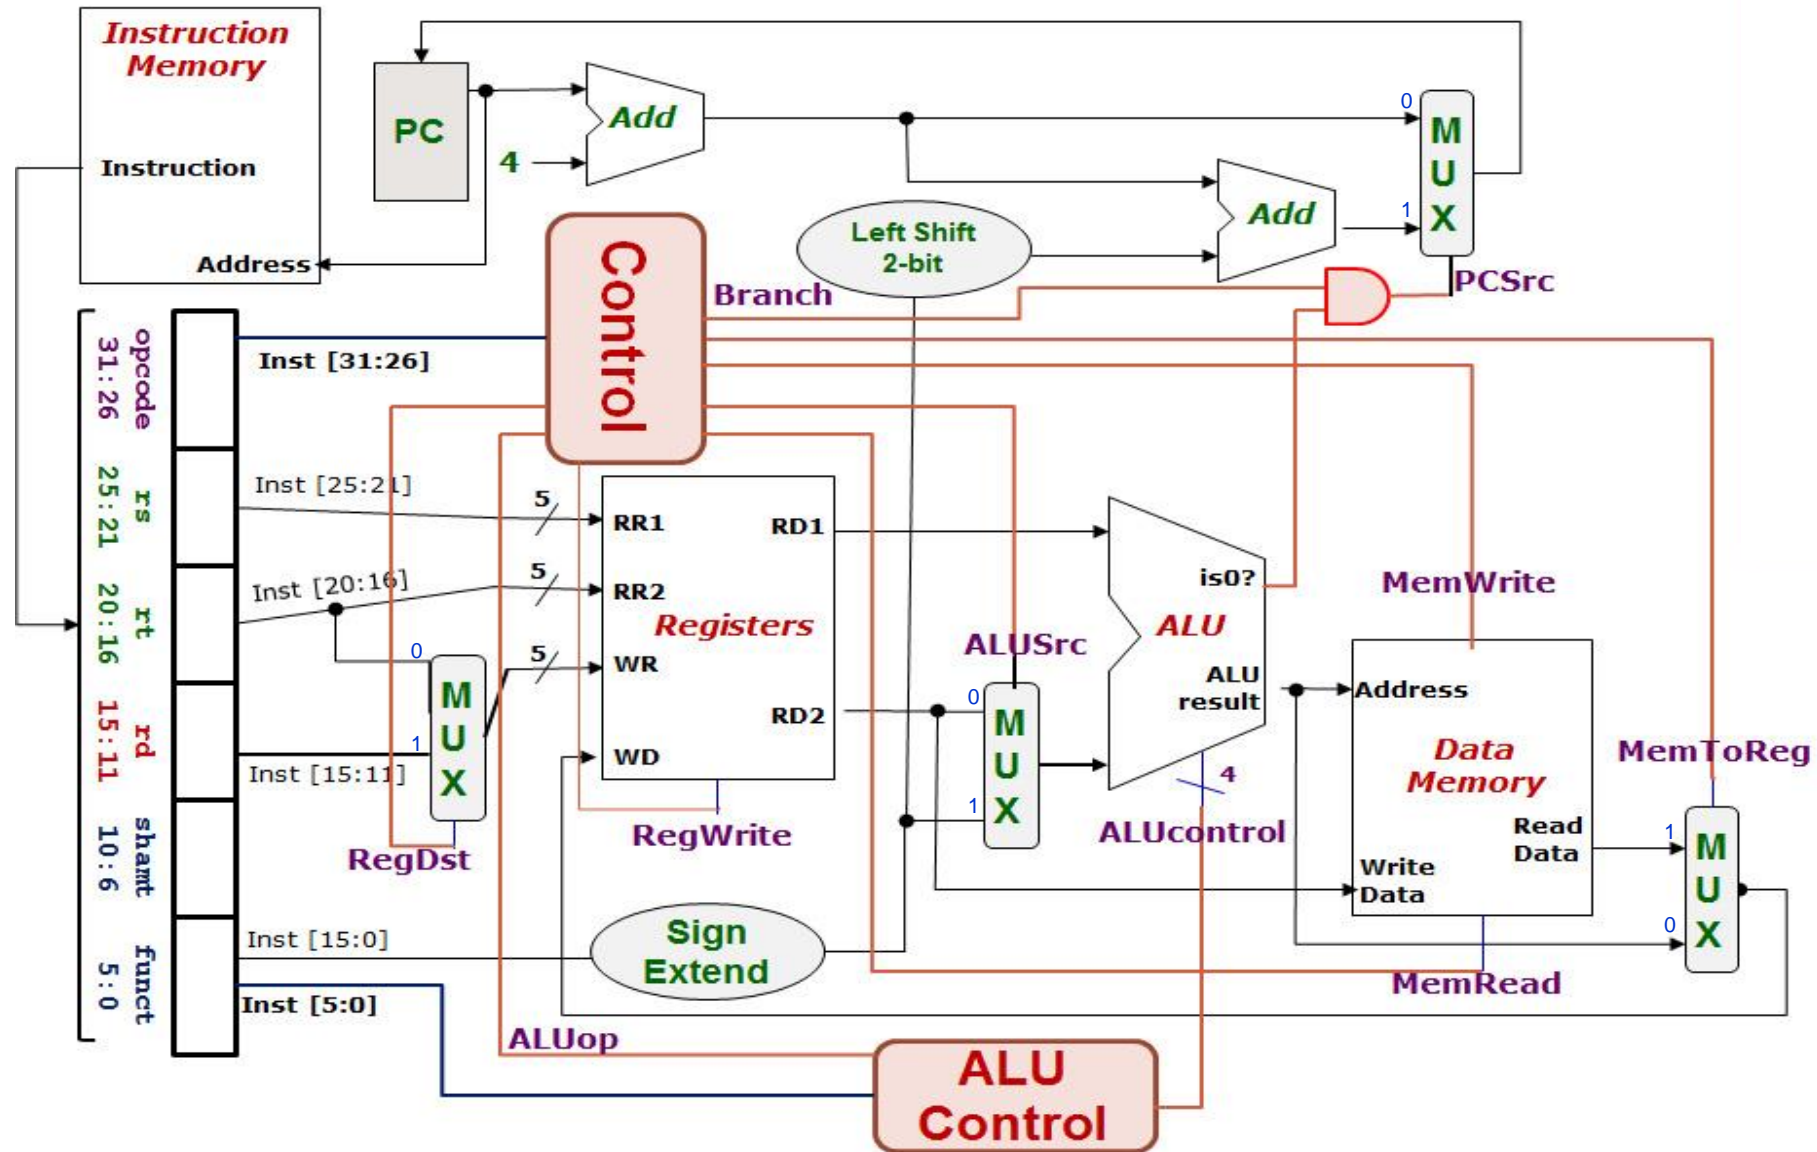 Instruction
Memory
Instruction
Address
PC
4
Add
Add
0
M
U
X
1
PCSrc
Left Shift
2-bit
Control
Branch
opcode
31:26
Inst [31:26]
rs
25:21
Inst [25:21]
rt
20:16
Inst [20:16]
rd
15:11
Inst [15:11]
shamt
10:6
funct
5:0
Inst [15:0]
Inst [5:0]
0
M
U
X
1
RegDst
5
5
5
RR1
RR2
WR
WD
RD1
RD2
Registers
RegWrite
Sign
Extend
ALUSrc
0
M
U
X
1
is0?
ALU
ALU
result
4
ALUcontrol
MemWrite
Address
Data
Memory
Read
Data
Write
Data
MemRead
MemToReg
1
M
U
X
0
ALUop
ALU
Control